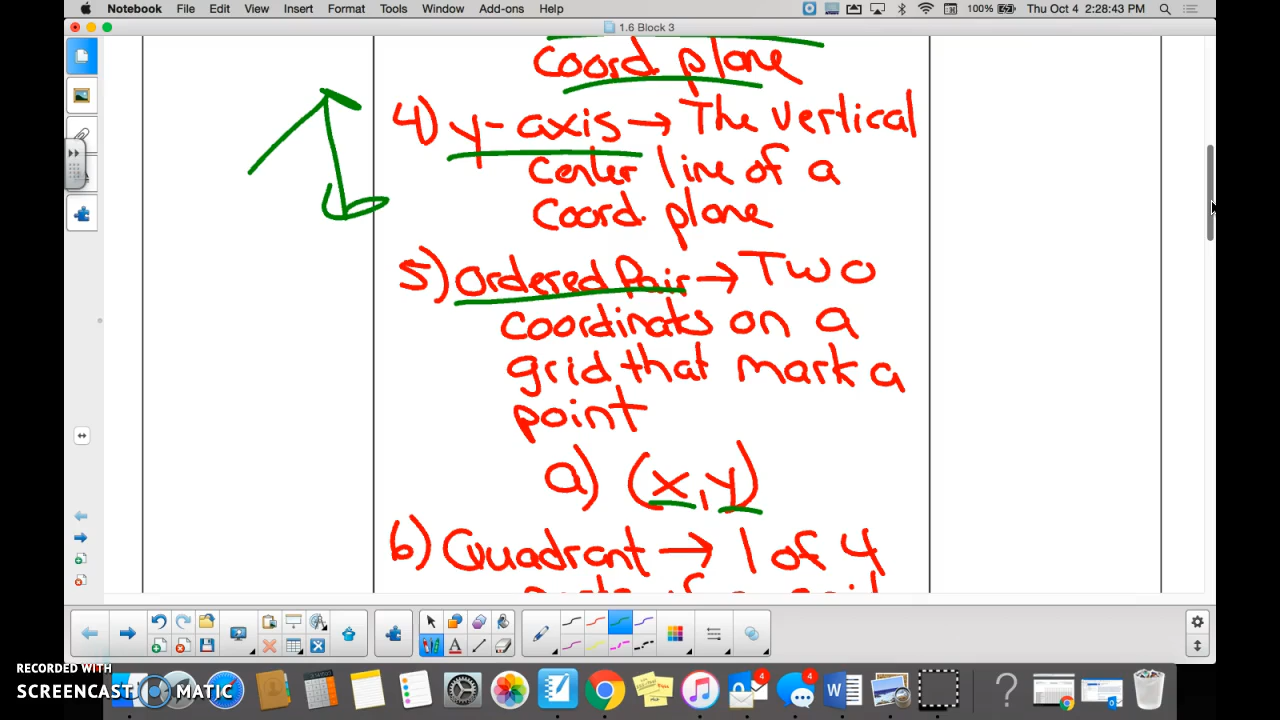 Notebook File Edit View Insert Format Tools Window Add-ons Help 100% Thu Oct 4 2:28:43 PM
1.6 Block 3
Coord. plane
4) y-axis → The vertical
center line of a
coord. plane
5) Ordered Pair → Two
coordinates on a
grid that mark a
point
a) (x, y)
6) Quadrant → 1 of 4
RECORDED WITH
SCREENCAST MATIC
4
4